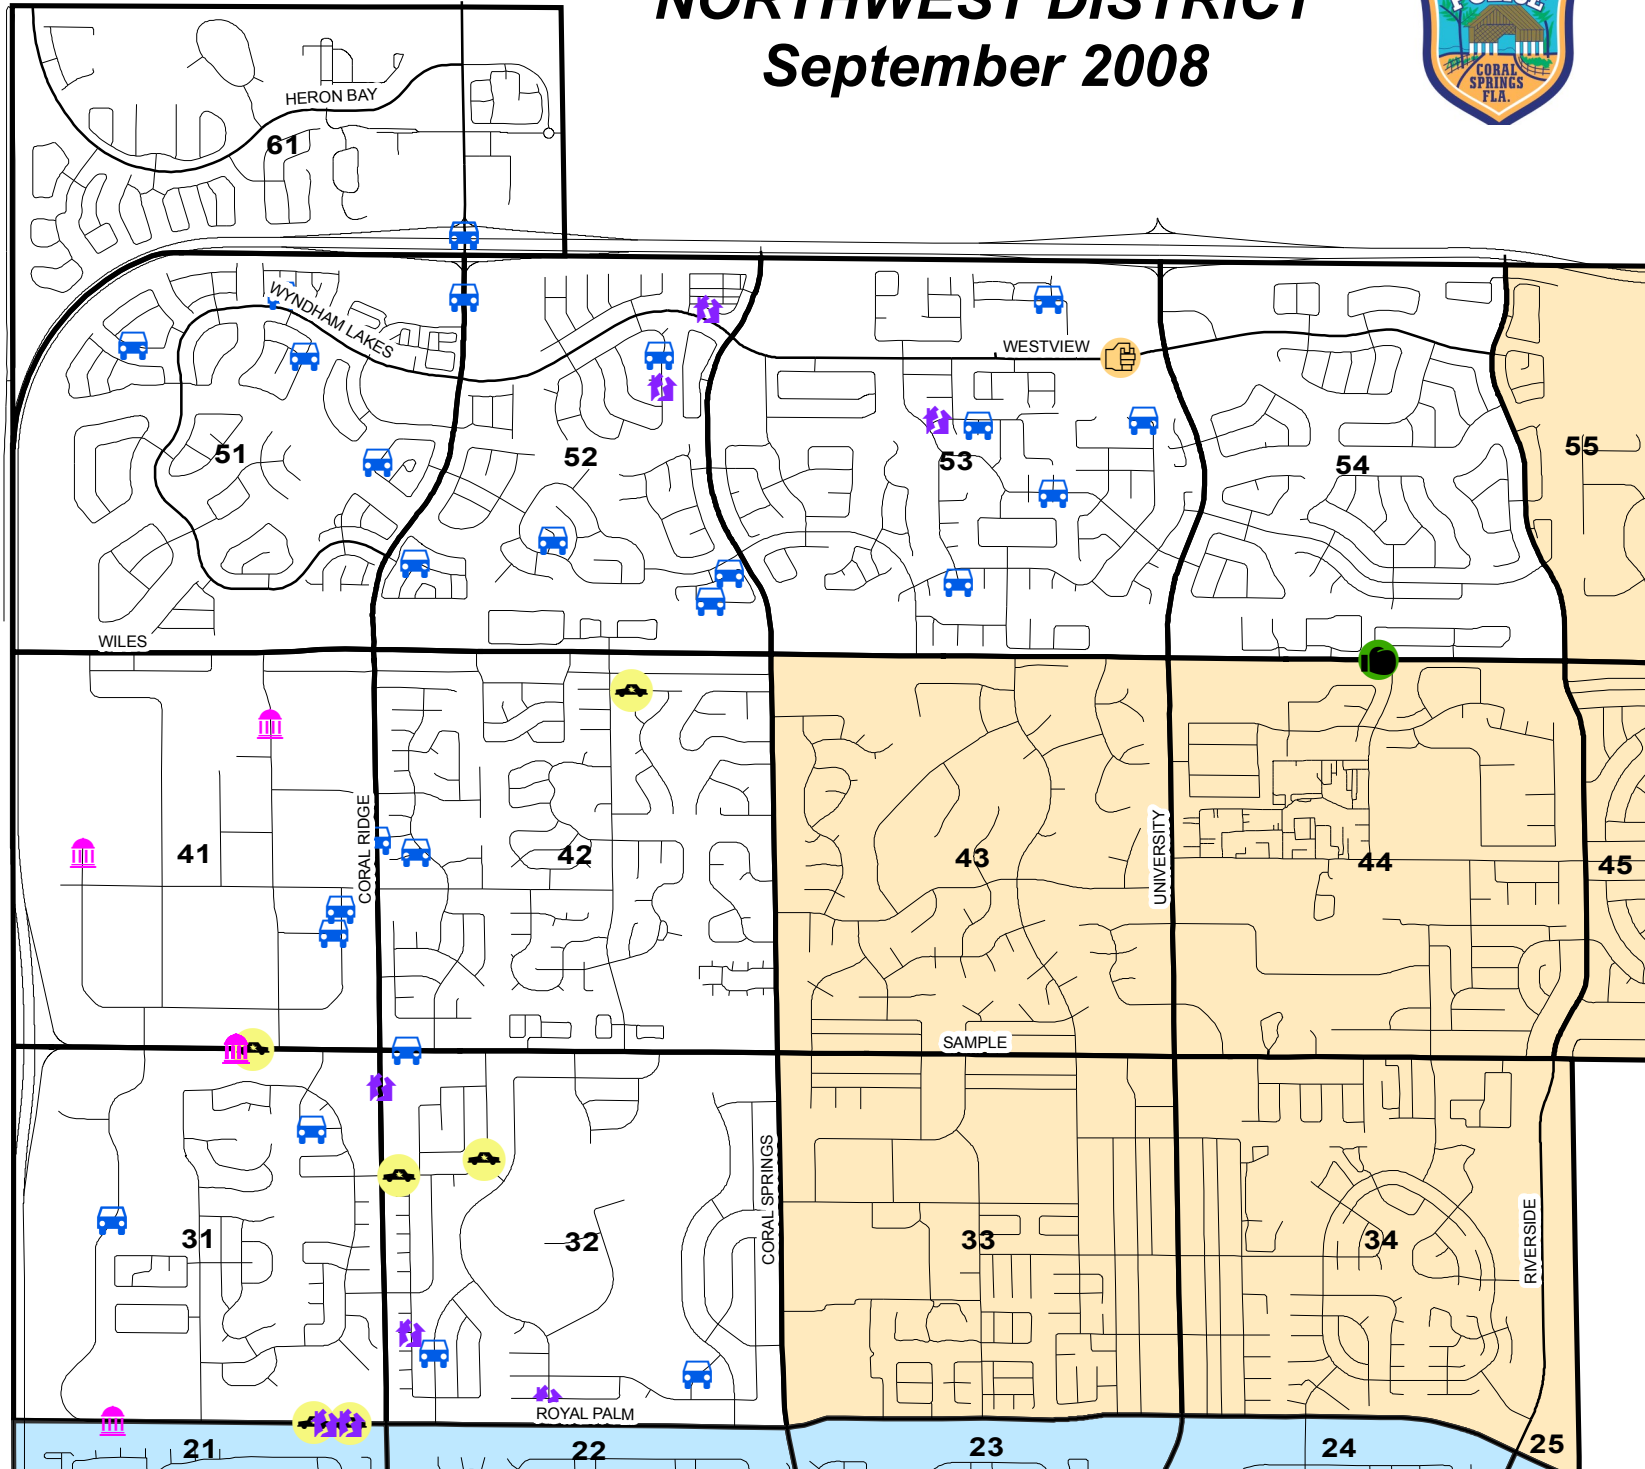 NORTHWEST DISTRICT
September 2008
POLICE
CORAL
SPRINGS
FLA.
HERON BAY
61
WYNDHAM LAKES
WESTVIEW
51
52
53
54
55
WILES
CORAL RIDGE
UNIVERSITY
41
42
43
44
45
SAMPLE
CORAL SPRINGS
RIVERSIDE
31
32
33
34
ROYAL PALM
21
22
23
24
25